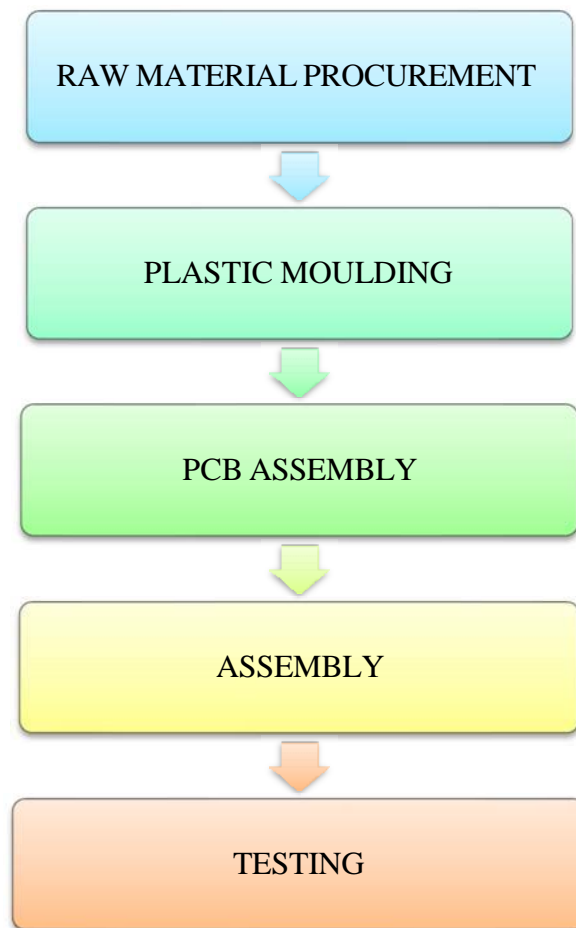 RAW MATERIAL PROCUREMENT
PLASTIC MOULDING
PCB ASSEMBLY
ASSEMBLY
TESTING